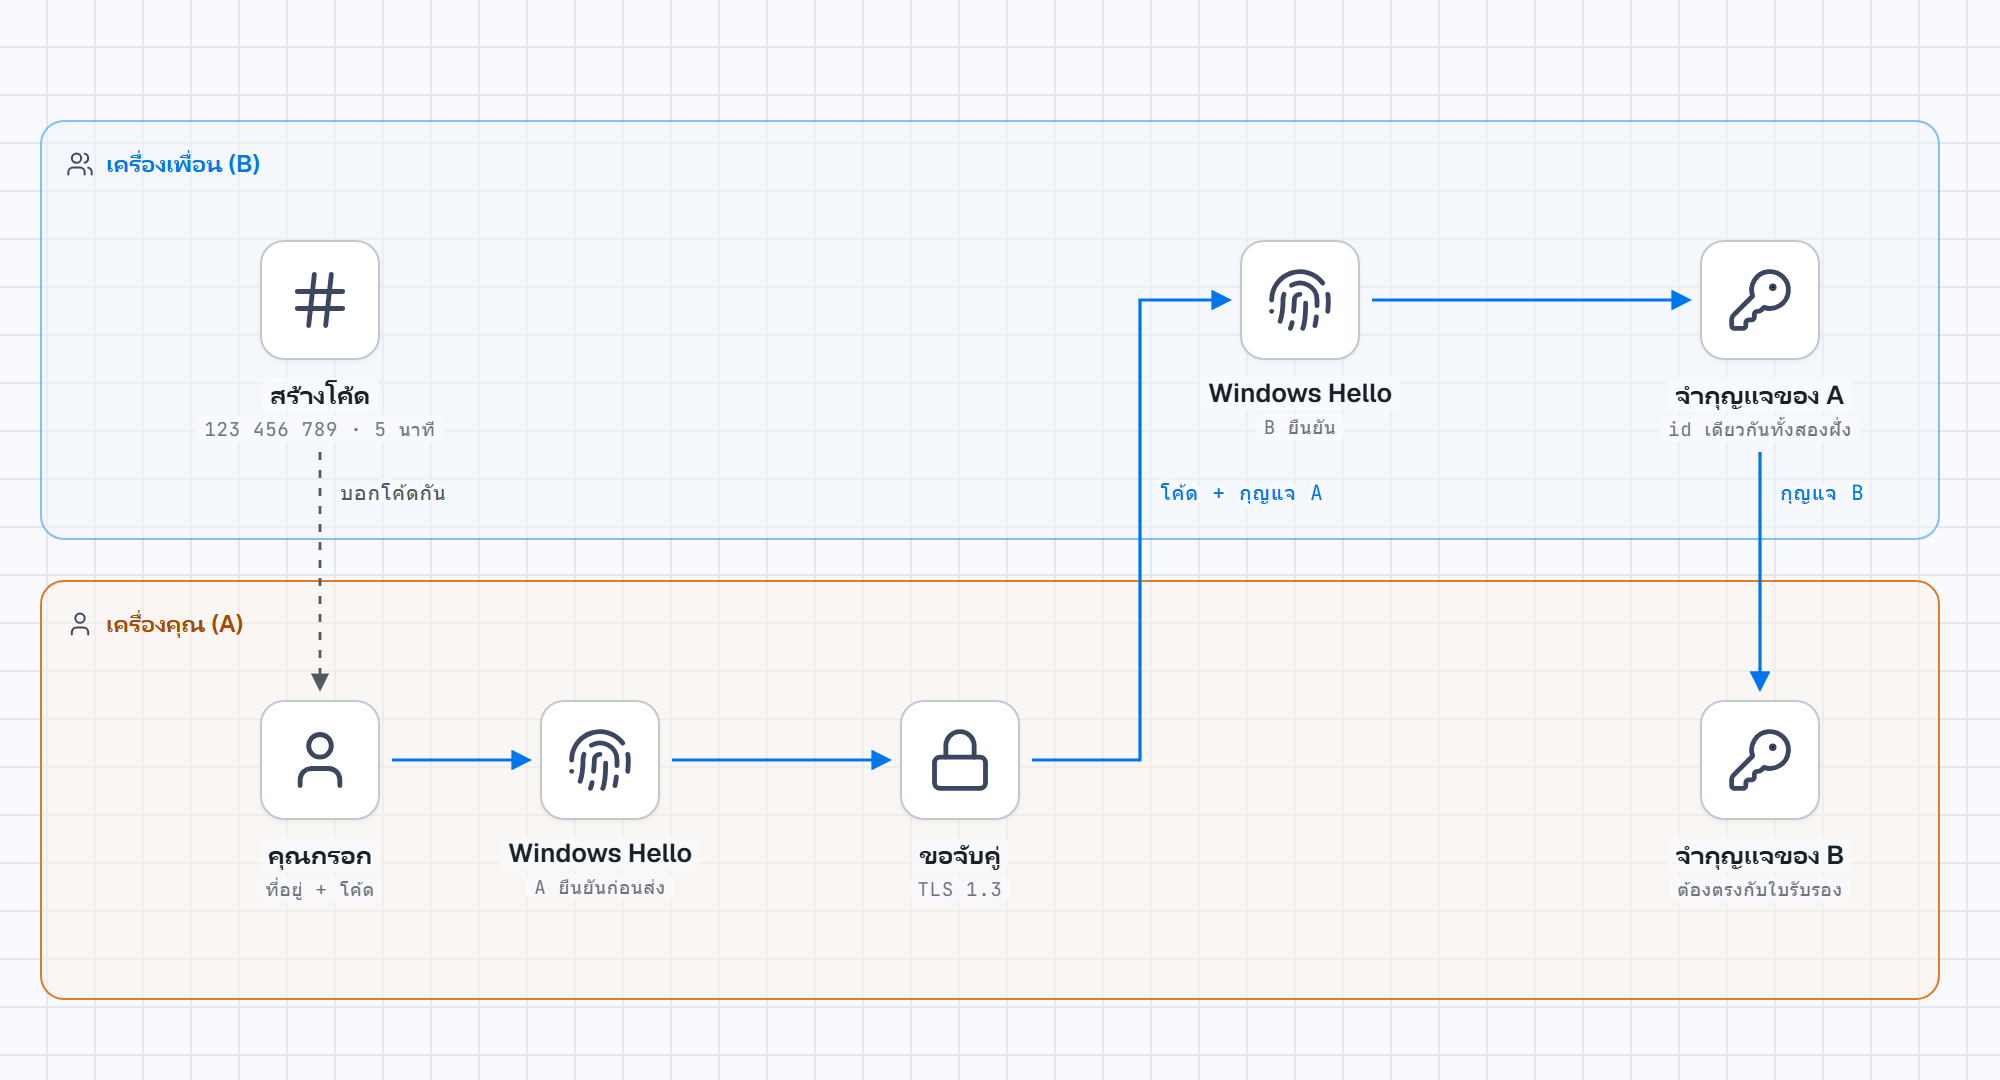 เครื่องเพื่อน (B)
สร้างโค้ด
123 456 789 · 5 นาที
Windows Hello
B ยืนยัน
จำกุญแจของ A
id เดียวกันทั้งสองฝั่ง
บอกโค้ดกัน
โค้ด + กุญแจ A
กุญแจ B
เครื่องคุณ (A)
คุณกรอก
ที่อยู่ + โค้ด
Windows Hello
A ยืนยันก่อนส่ง
ขอจับคู่
TLS 1.3
จำกุญแจของ B
ต้องตรงกับใบรับรอง